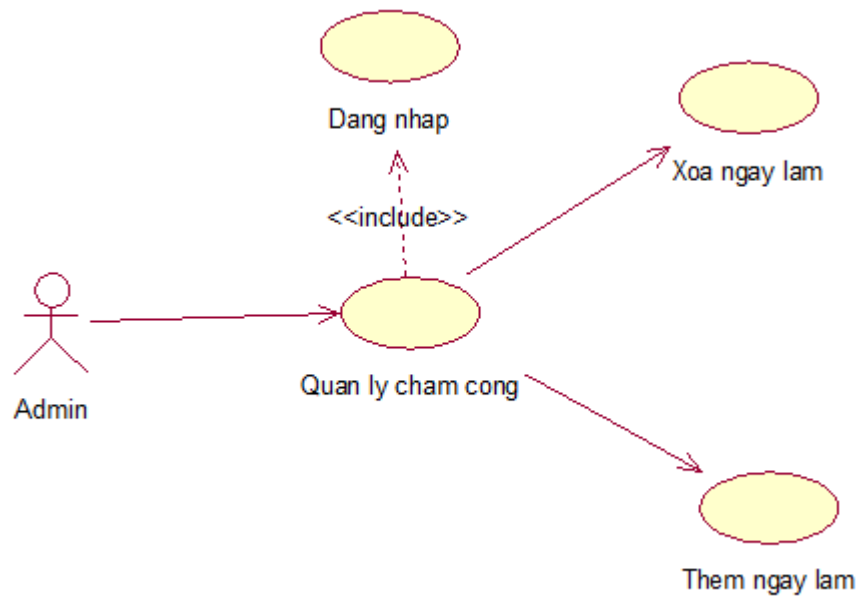 Dang nhap
Xoa ngay lam
<<include>>
Quan ly cham cong
Admin
Them ngay lam